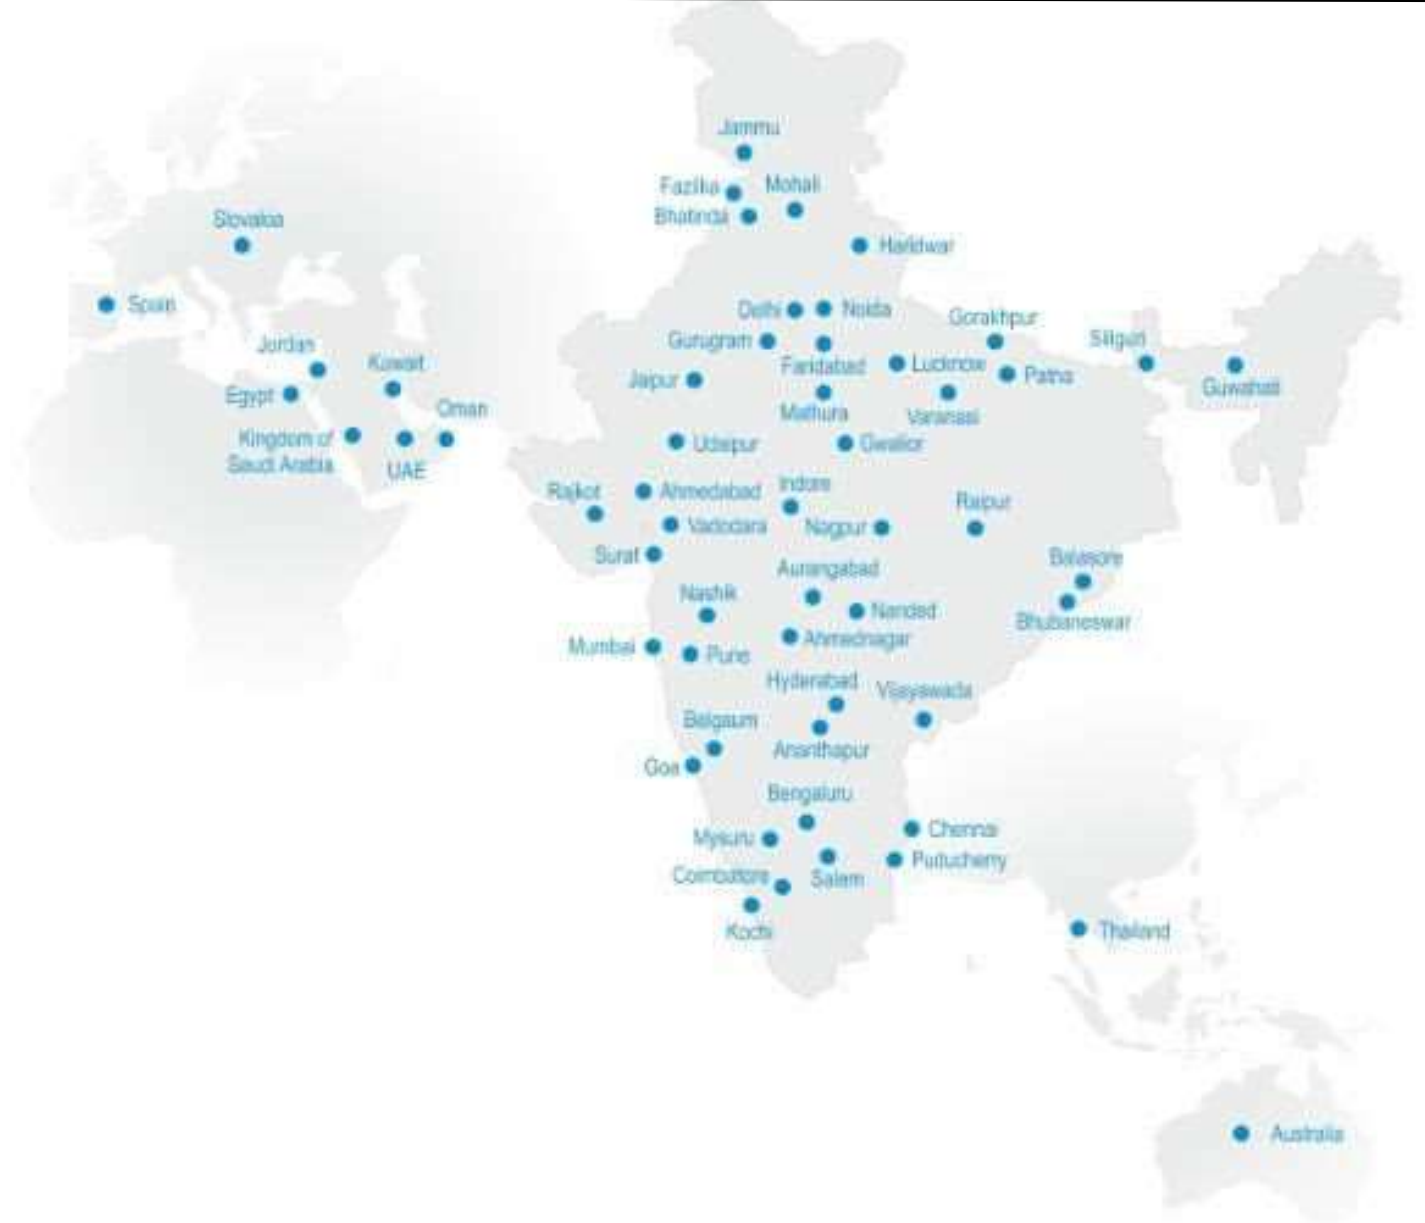 Jammu
Fazilka
Mohali
Bhatinda
Slovakia
Haridwar
Spain
Delhi
Noida
Gorakhpur
Gurugram
Siliguri
Jordan
Faridabad
Lucknow
Kuwait
Jaipur
Patna
Guwahati
Egypt
Mathura
Varanasi
Oman
Kingdom of
Saudi Arabia
UAE
Udaipur
Gwalior
Rajkot
Ahmedabad
Indore
Vadodara
Nagpur
Raipur
Surat
Aurangabad
Balasore
Nashik
Nanded
Bhubaneswar
Mumbai
Pune
Ahmednagar
Hyderabad
Vijayawada
Belgaum
Ananthapur
Goa
Bengaluru
Mysuru
Chennai
Puducherry
Coimbatore
Salem
Kochi
Thailand
Australia